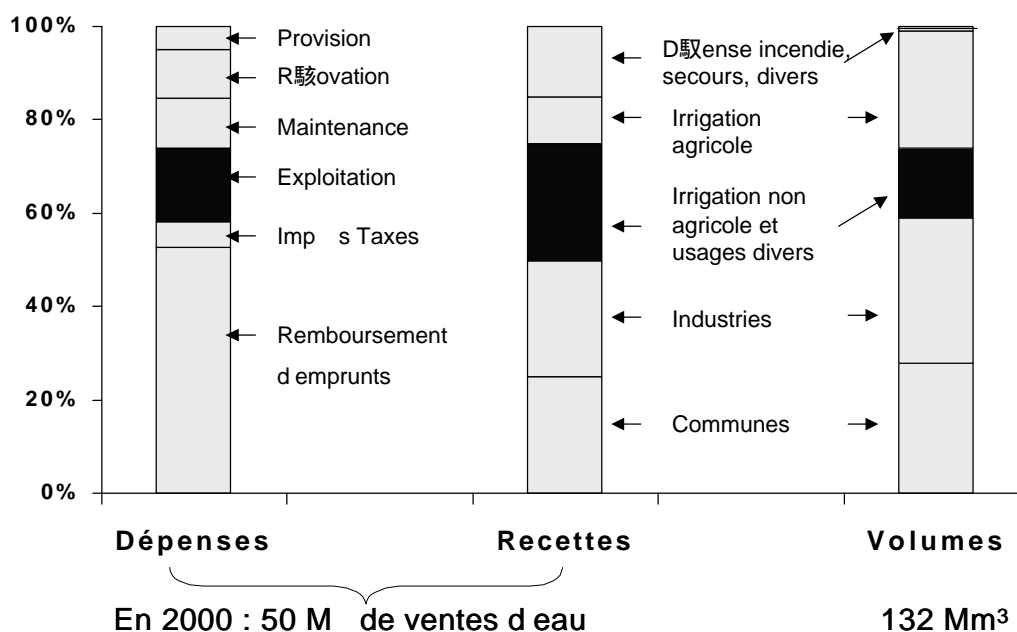 100%
80%
60%
40%
20%
0%
Provision
R駭ovation
Maintenance
Exploitation
Imp s Taxes
Remboursement
d emprunts
D馭ense incendie,
secours, divers
Irrigation
agricole
Irrigation non
agricole et
usages divers
Industries
Communes
Dépenses Recettes Volumes
En 2000 : 50 M de ventes d eau 132 Mm³